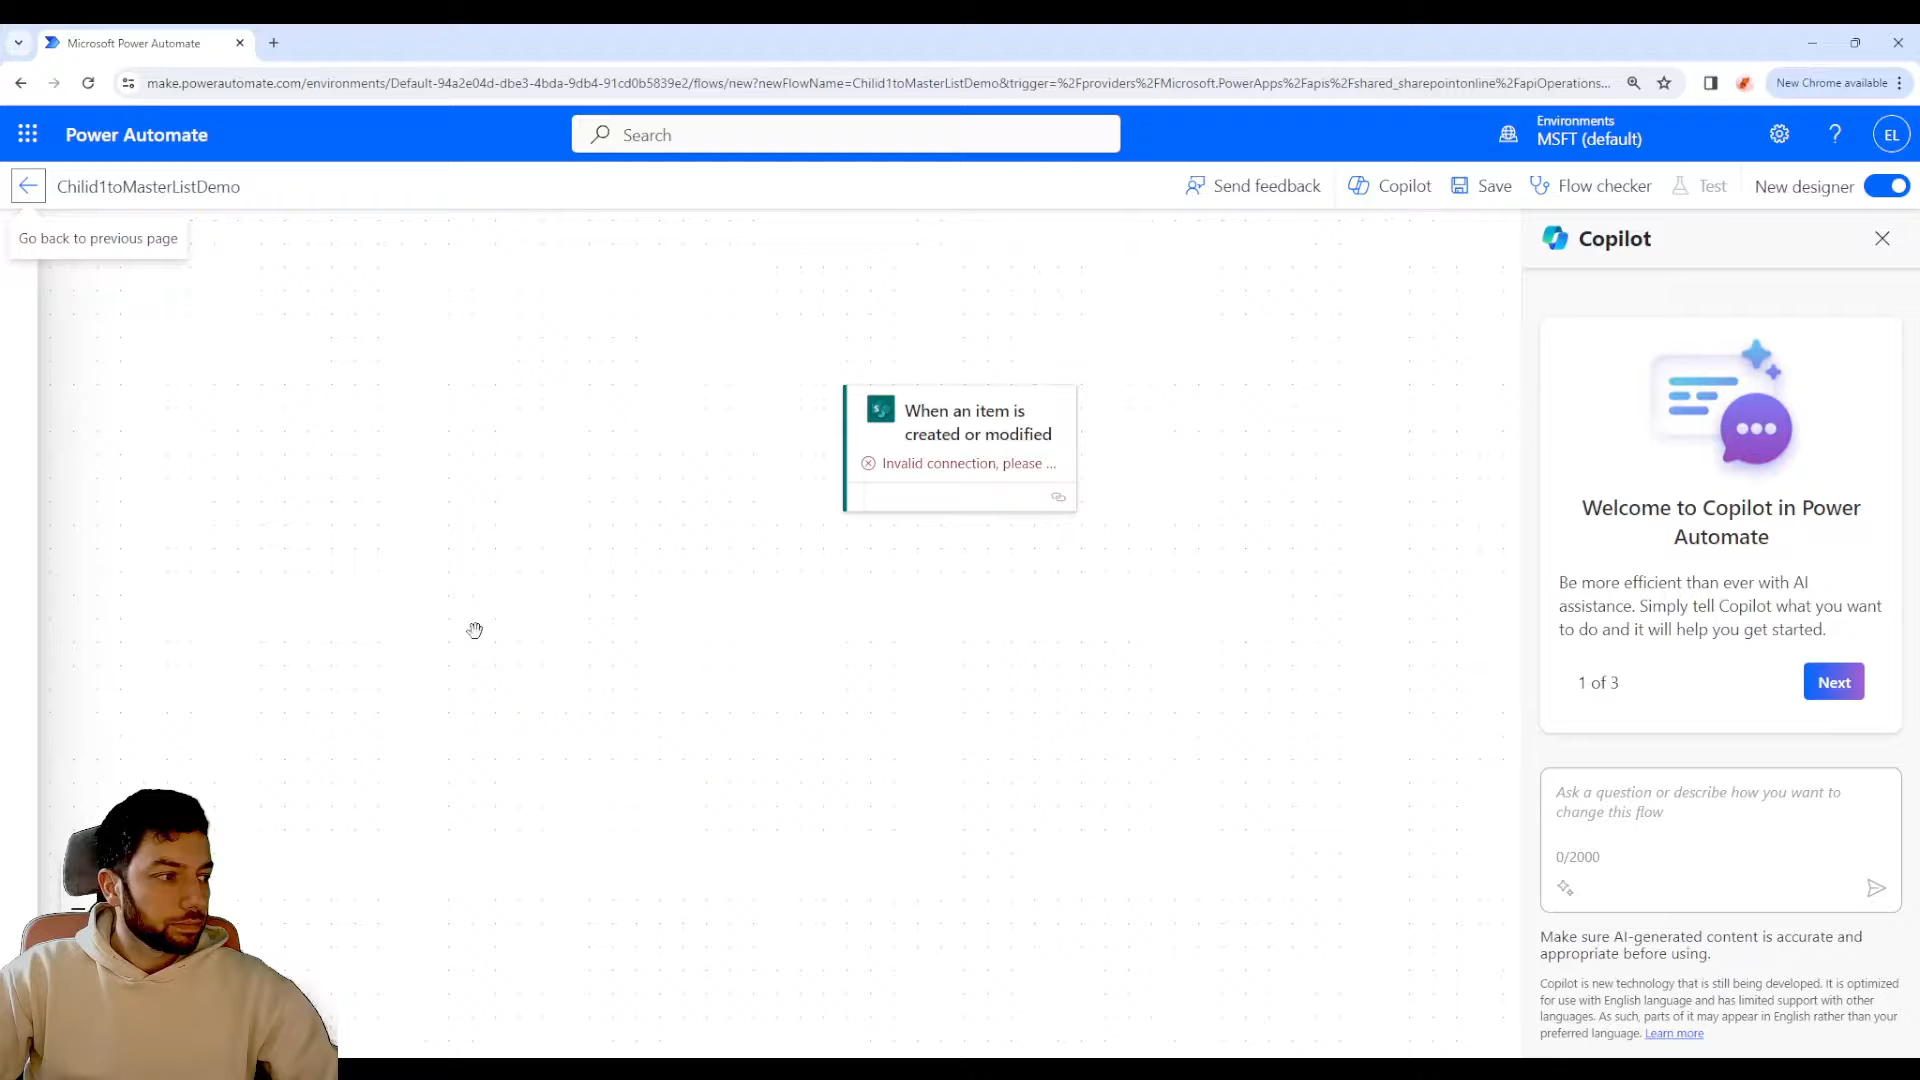 Microsoft Power Automate
make.powerautomate.com/environments/Default-94a2e04d-dbe3-4bda-9db4-91cd0b5839e2/flows/new?newFlowName=Chilid1toMasterListDemo&trigger=%2Fproviders%2FMicrosoft.PowerApps%2Fapis%2Fshared_sharepointonline%2FapiOperations...
New Chrome available
Power Automate
Search
Environments
MSFT (default)
EL
Chilid1toMasterListDemo
Send feedback
Copilot
Save
Flow checker
Test
New designer
Go back to previous page
Copilot
When an item is
created or modified
Invalid connection, please ...
Welcome to Copilot in Power
Automate
Be more efficient than ever with AI
assistance. Simply tell Copilot what you want
to do and it will help you get started.
1 of 3
Next
Ask a question or describe how you want to
change this flow
0/2000
Make sure AI-generated content is accurate and
appropriate before using.
Copilot is new technology that is still being developed. It is optimized
for use with English language and has limited support with other
languages. As such, parts of it may appear in English rather than your
preferred language. Learn more